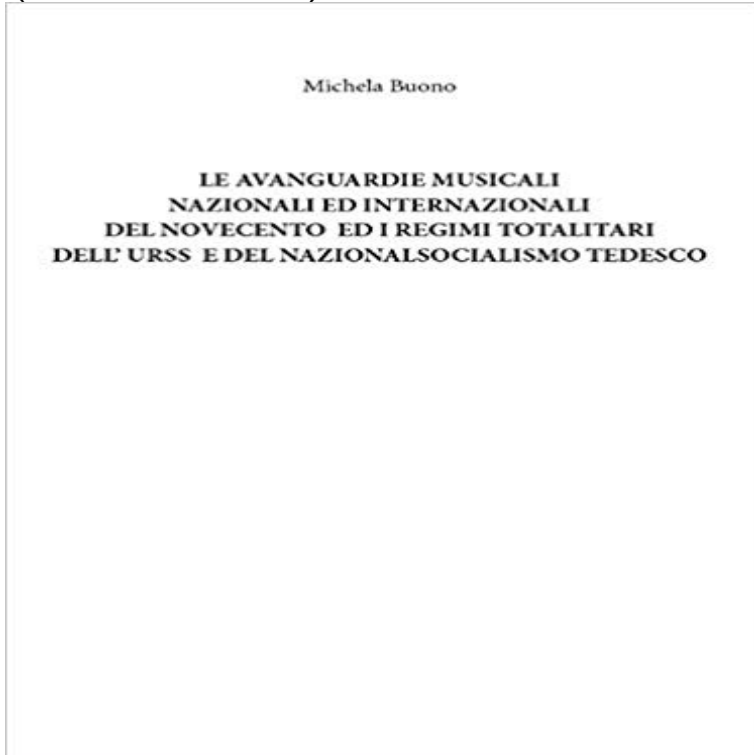 Michela Buono
LE AVANGUARDIE MUSICALI
NAZIONALI ED INTERNAZIONALI
DEL NOVECENTO ED I REGIMI TOTALITARI
DELL' URSS E DEL NAZIONALSOCIALISMO TEDESCO